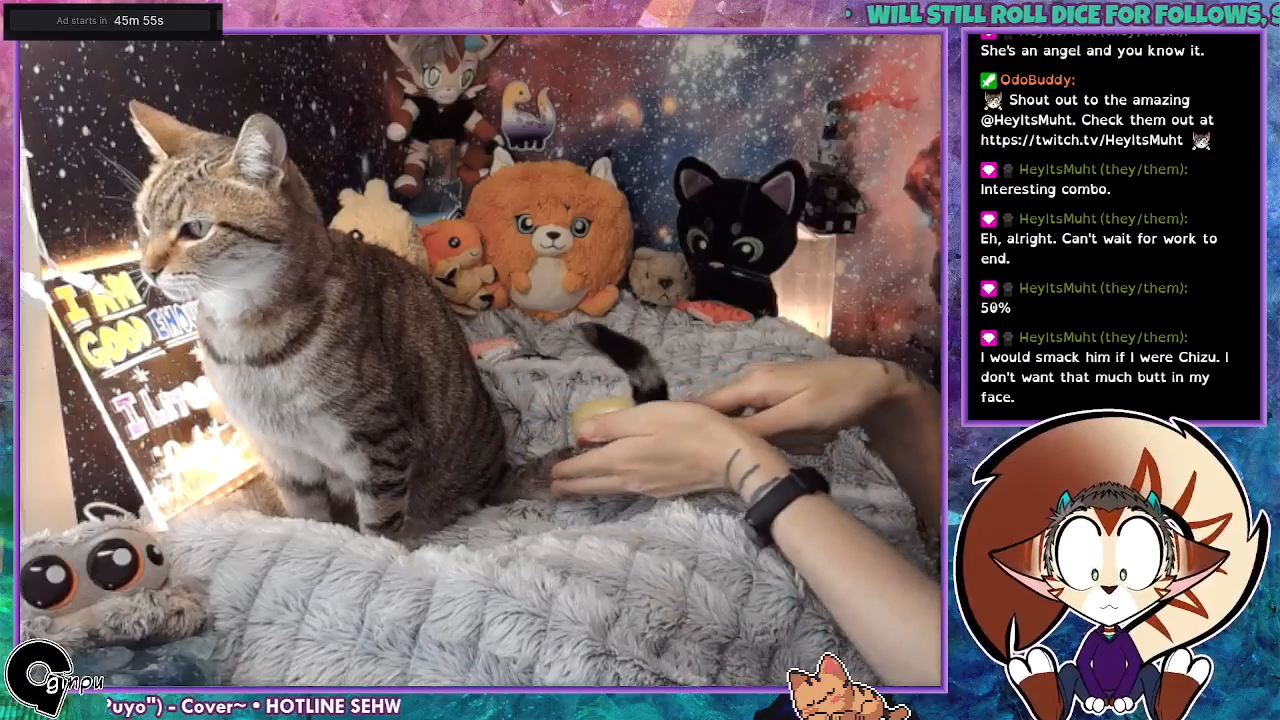 Ad starts in 45m 55s
WILL STILL ROLL DICE FOR FOLLOWS, S
HeyItsMuht (they/them):
She's an angel and you know it.
OdoBuddy:
Shout out to the amazing
@HeyItsMuht. Check them out at
https://twitch.tv/HeyItsMuht
HeyItsMuht (they/them):
Interesting combo.
HeyItsMuht (they/them):
Eh, alright. Can't wait for work to
end.
HeyItsMuht (they/them):
50%
HeyItsMuht (they/them):
I would smack him if I were Chizu. I
don't want that much butt in my
face.
I AM
GOOD
Oginpu
Puyo") - Cover~ • HOTLINE SEHW